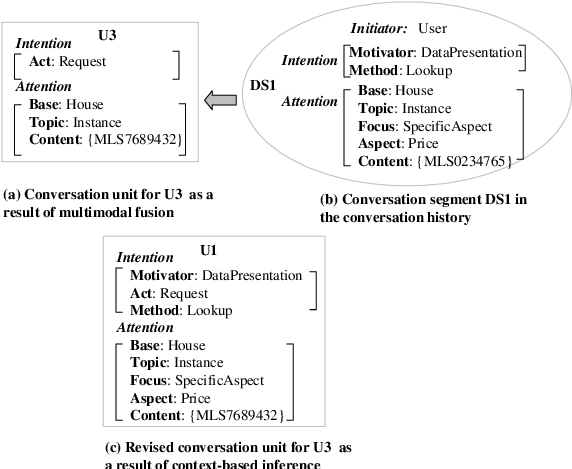 U3
Intention
Act: Request
Attention
Base: House
Topic: Instance
Content: {MLS7689432}
(a) Conversation unit for U3 as a
result of multimodal fusion
Initiator: User
Intention
Motivator: DataPresentation
Method: Lookup
DS1
Attention
Base: House
Topic: Instance
Focus: SpecificAspect
Aspect: Price
Content: {MLS0234765}
(b) Conversation segment DS1 in
the conversation history
U1
Intention
Motivator: DataPresentation
Act: Request
Method: Lookup
Attention
Base: House
Topic: Instance
Focus: SpecificAspect
Aspect: Price
Content: {MLS7689432}
(c) Revised conversation unit for U3 as
a result of context-based inference